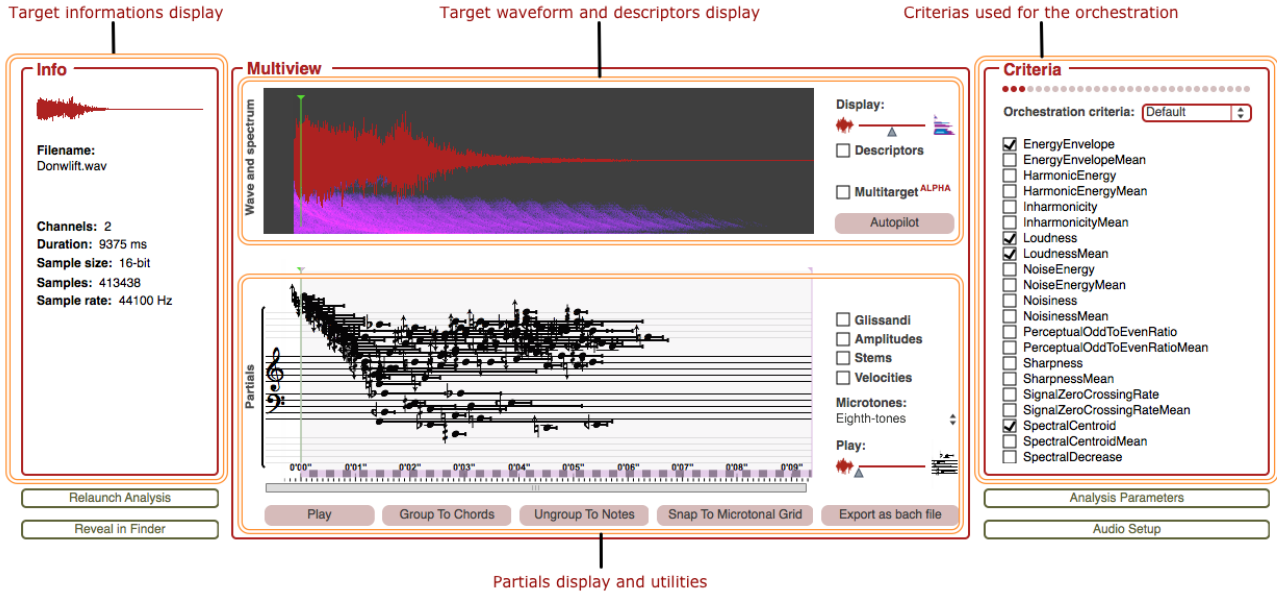 Target informations display
Target waveform and descriptors display
Criterias used for the orchestration
Info
Filename:
Donwlift.wav
Channels: 2
Duration: 9375 ms
Sample size: 16-bit
Samples: 413438
Sample rate: 44100 Hz
Relaunch Analysis
Reveal in Finder
Multiview
Wave and spectrum
Display:
Descriptors
Multitarget ALPHA
Autopilot
Partials
0'00"
0'01"
0'02"
0'03"
0'04"
0'05"
0'06"
0'07"
0'08"
0'09"
Glissandi
Amplitudes
Stems
Velocities
Microtones:
Eighth-tones
Play:
Play
Group To Chords
Ungroup To Notes
Snap To Microtonal Grid
Export as bach file
Criteria
Orchestration criteria: Default
EnergyEnvelope
EnergyEnvelopeMean
HarmonicEnergy
HarmonicEnergyMean
Inharmonicity
InharmonicityMean
Loudness
LoudnessMean
NoiseEnergy
NoiseEnergyMean
Noisiness
NoisinessMean
PerceptualOddToEvenRatio
PerceptualOddToEvenRatioMean
Sharpness
SharpnessMean
SignalZeroCrossingRate
SignalZeroCrossingRateMean
SpectralCentroid
SpectralCentroidMean
SpectralDecrease
Analysis Parameters
Audio Setup
Partials display and utilities